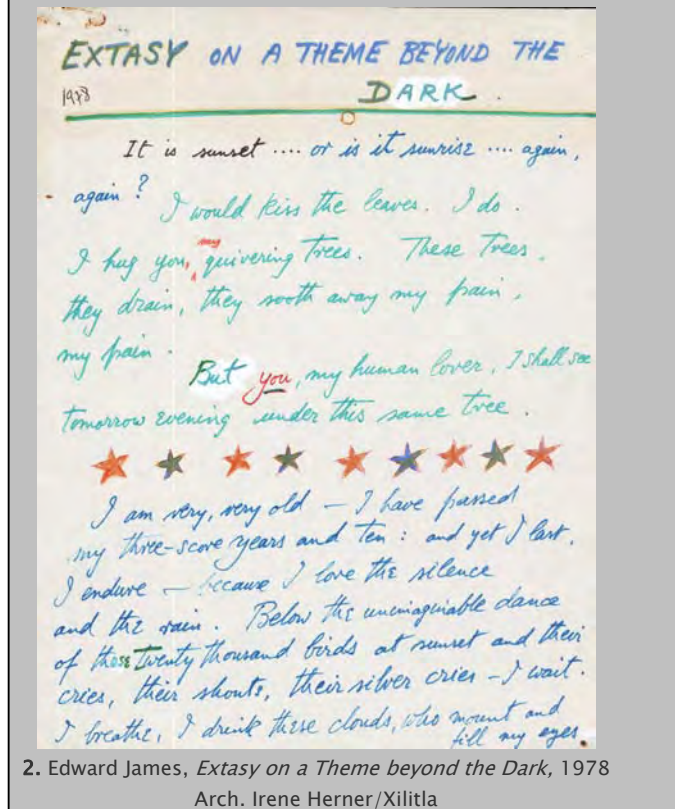 EXTASY ON A THEME BEYOND THE
DARK.
1978
It is sunset .... or is it sunrise .... again,
again?
I would kiss the leaves. I do.
my
I hug you, quivering trees. These Trees,
they drain, they sooth away my pain,
my pain.
But you, my human lover, I shall see
tomorrow evening under this same tree.
I am very, very old – I have passed
my three-score years and ten: and yet I last,
I endure – because I love the silence
and the rain. Below the unimaginable dance
of those Twenty thousand birds at sunset and their
cries, their shouts, their silver cries – I wait.
I breathe, I drink these clouds, who mount and
fill my eyes
2. Edward James, Extasy on a Theme beyond the Dark, 1978
Arch. Irene Herner/Xilitla